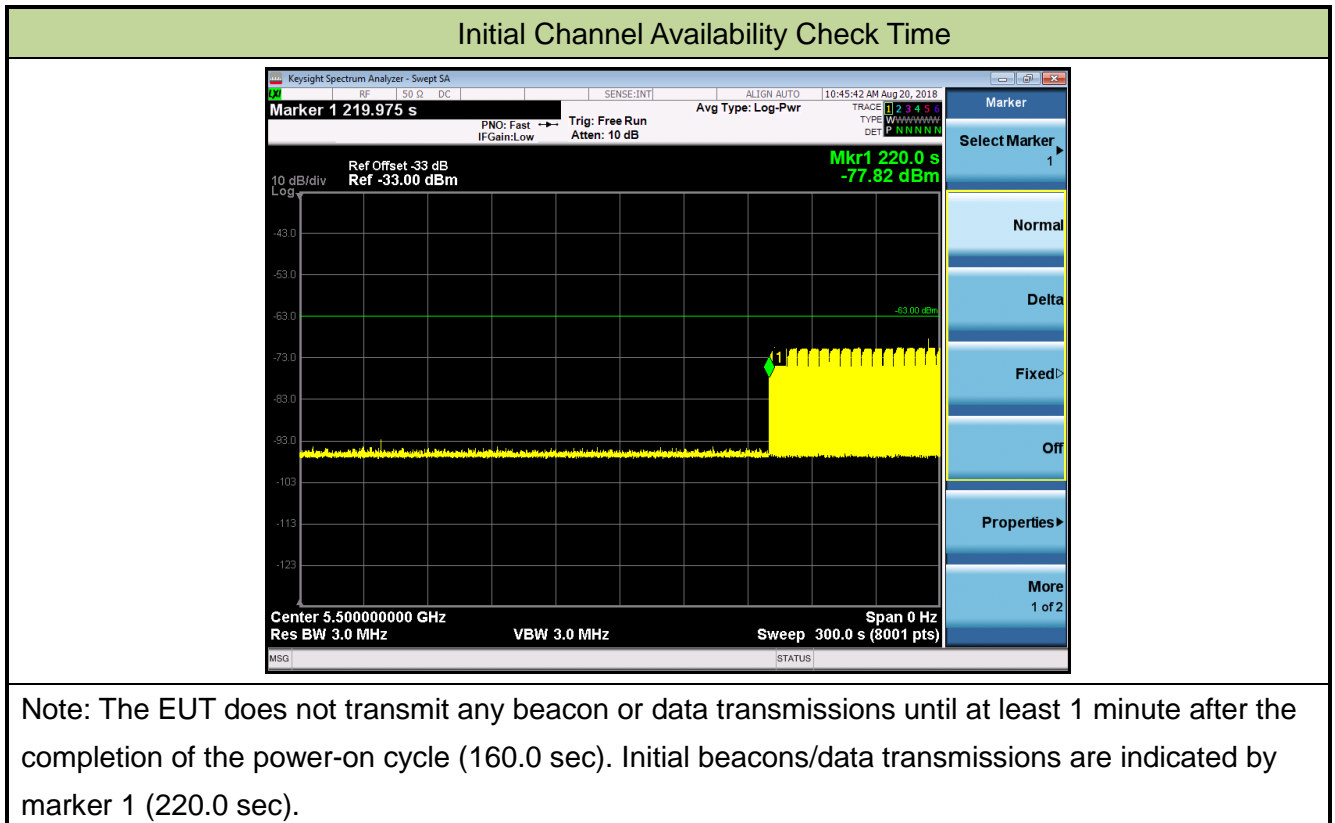 Initial Channel Availability Check Time
Keysight Spectrum Analyzer - Swept SA
LXI RF 50 Ω DC SENSE:INT ALIGN AUTO 10:45:42 AM Aug 20, 2018
Marker 1 219.975 s
PNO: Fast
IFGain:Low
Trig: Free Run
Atten: 10 dB
Avg Type: Log-Pwr
TRACE 1 2 3 4 5 6
TYPE WWWWWW
DET P N N N N N
Ref Offset -33 dB
10 dB/div Ref -33.00 dBm
Log
Mkr1 220.0 s
-77.82 dBm
-43.0
-53.0
-63.0
-63.00 dBm
-73.0
1
-83.0
-93.0
-103
-113
-123
Center 5.500000000 GHz Span 0 Hz
Res BW 3.0 MHz VBW 3.0 MHz Sweep 300.0 s (8001 pts)
MSG STATUS
Marker
Select Marker
1
Normal
Delta
Fixed
Off
Properties
More
1 of 2
Note: The EUT does not transmit any beacon or data transmissions until at least 1 minute after the
completion of the power-on cycle (160.0 sec). Initial beacons/data transmissions are indicated by
marker 1 (220.0 sec).